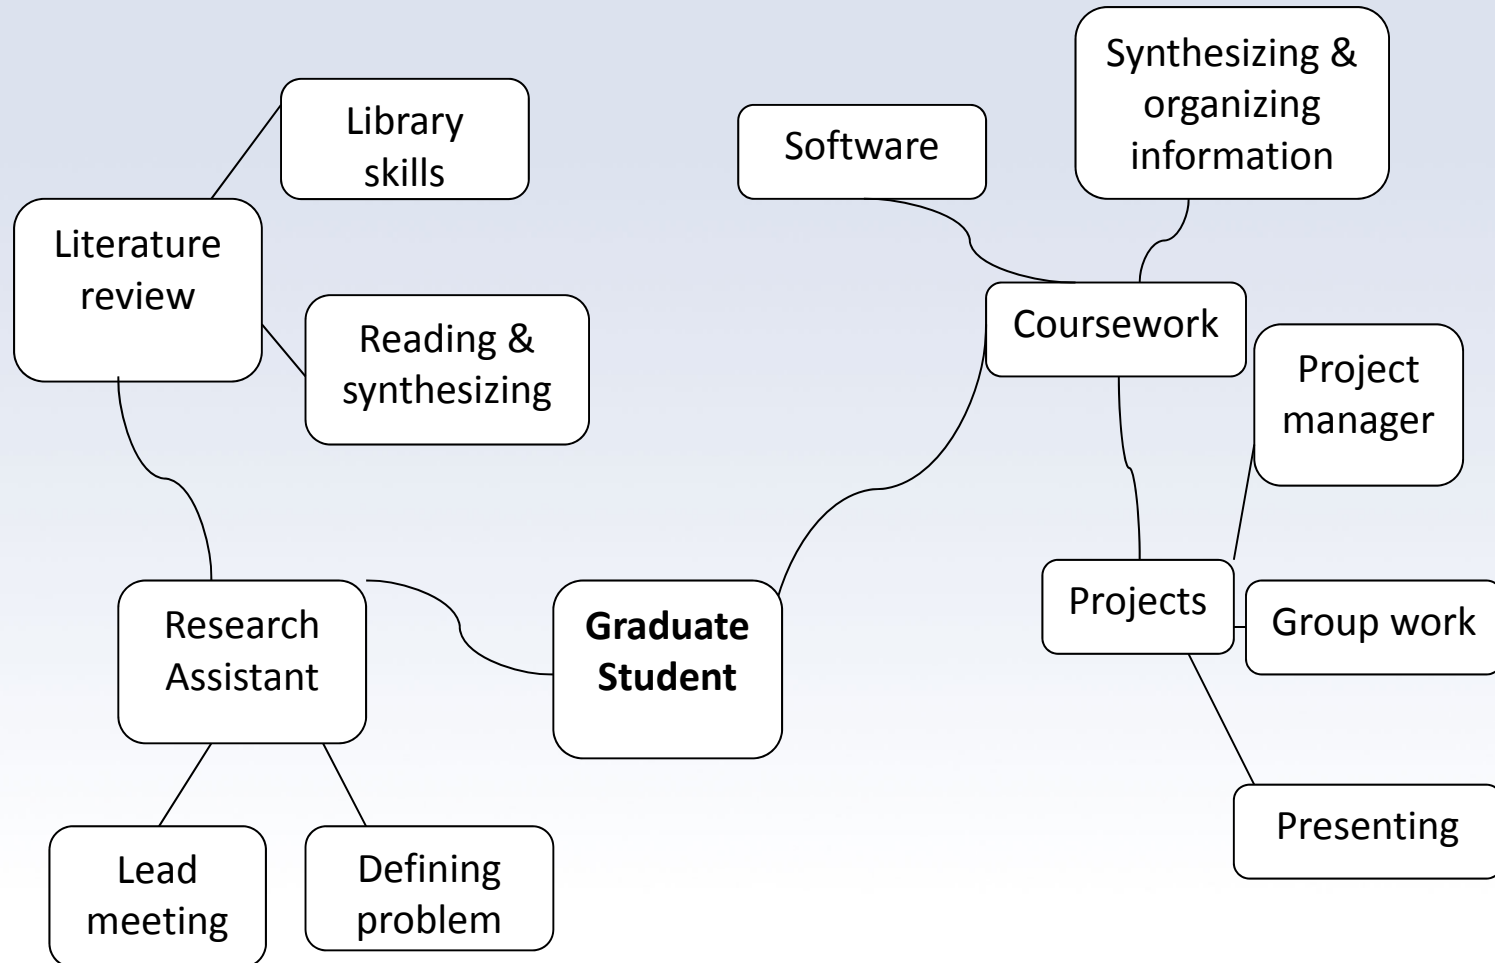 Synthesizing &
organizing
information
Library
skills
Software
Literature
review
Coursework
Reading &
synthesizing
Project
manager
Research
Assistant
Graduate
Student
Projects
Group work
Presenting
Lead
meeting
Defining
problem